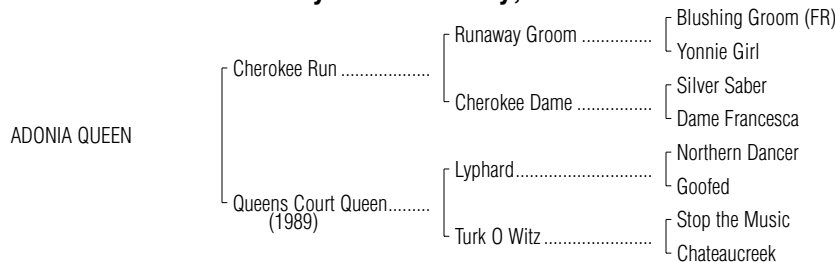 Blushing Groom (FR)
Runaway Groom ................
Yonnie Girl
Cherokee Run ....................
Silver Saber
Cherokee Dame .................
Dame Francesca
ADONIA QUEEN
Northern Dancer
Lyphard.............................
Goofed
Queens Court Queen.........
(1989)
Stop the Music
Turk O Witz ......................
Chateaucreek